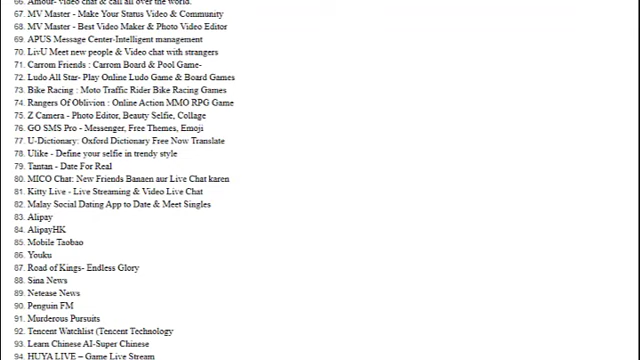 66. Amour- video chat & call all over the world.
67. MV Master - Make Your Status Video & Community
68. MV Master - Best Video Maker & Photo Video Editor
69. APUS Message Center-Intelligent management
70. LivU Meet new people & Video chat with strangers
71. Carrom Friends : Carrom Board & Pool Game-
72. Ludo All Star- Play Online Ludo Game & Board Games
73. Bike Racing : Moto Traffic Rider Bike Racing Games
74. Rangers Of Oblivion : Online Action MMO RPG Game
75. Z Camera - Photo Editor, Beauty Selfie, Collage
76. GO SMS Pro - Messenger, Free Themes, Emoji
77. U-Dictionary: Oxford Dictionary Free Now Translate
78. Ulike - Define your selfie in trendy style
79. Tantan - Date For Real
80. MICO Chat: New Friends Banaen aur Live Chat karen
81. Kitty Live - Live Streaming & Video Live Chat
82. Malay Social Dating App to Date & Meet Singles
83. Alipay
84. AlipayHK
85. Mobile Taobao
86. Youku
87. Road of Kings- Endless Glory
88. Sina News
89. Netease News
90. Penguin FM
91. Murderous Pursuits
92. Tencent Watchlist (Tencent Technology
93. Learn Chinese AI-Super Chinese
94. HUYA LIVE – Game Live Stream